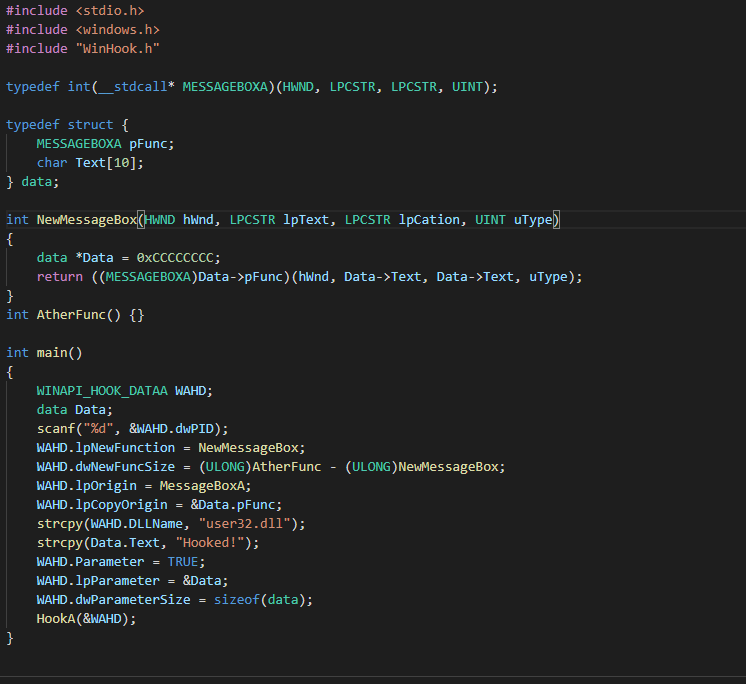 #include <stdio.h>
#include <windows.h>
#include "WinHook.h"
typedef int(__stdcall* MESSAGEBOXA)(HWND, LPCSTR, LPCSTR, UINT);
typedef struct {
MESSAGEBOXA pFunc;
char Text[10];
} data;
int NewMessageBox(HWND hWnd, LPCSTR lpText, LPCSTR lpCation, UINT uType)
{
data *Data = 0xCCCCCCCC;
return ((MESSAGEBOXA)Data->pFunc)(hWnd, Data->Text, Data->Text, uType);
}
int AtherFunc() {}
int main()
{
WINAPI_HOOK_DATAA WAHD;
data Data;
scanf("%d", &WAHD.dwPID);
WAHD.lpNewFunction = NewMessageBox;
WAHD.dwNewFuncSize = (ULONG)AtherFunc - (ULONG)NewMessageBox;
WAHD.lpOrigin = MessageBoxA;
WAHD.lpCopyOrigin = &Data.pFunc;
strcpy(WAHD.DLLName, "user32.dll");
strcpy(Data.Text, "Hooked!");
WAHD.Parameter = TRUE;
WAHD.lpParameter = &Data;
WAHD.dwParameterSize = sizeof(data);
HookA(&WAHD);
}